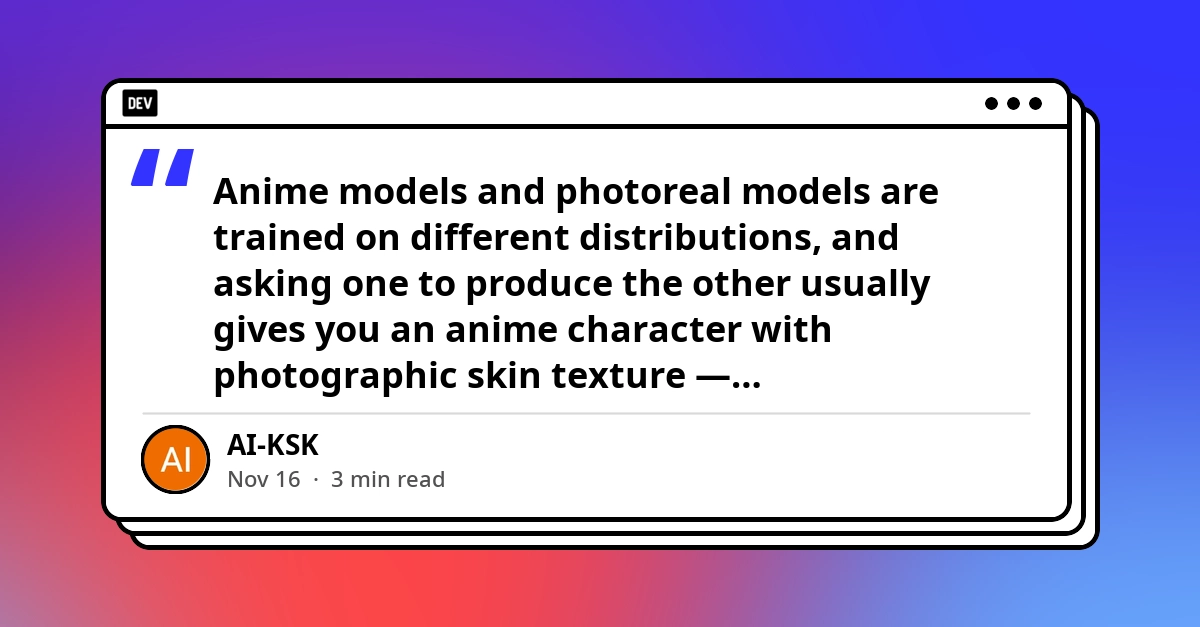 DEV
“ Anime models and photoreal models are
trained on different distributions, and
asking one to produce the other usually
gives you an anime character with
photographic skin texture —...
AI
AI-KSK
Nov 16 · 3 min read